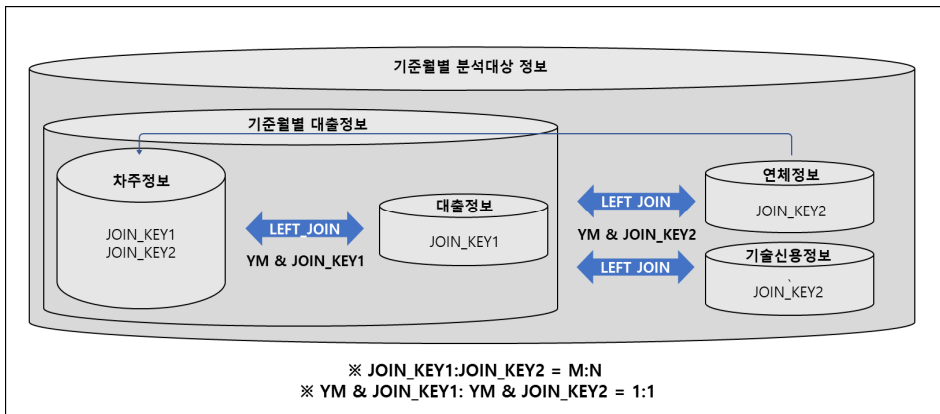 기준월별 분석대상 정보
기준월별 대출정보
차주정보
JOIN_KEY1
JOIN_KEY2
LEFT_JOIN
YM & JOIN_KEY1
대출정보
JOIN_KEY1
LEFT JOIN
YM & JOIN_KEY2
LEFT JOIN
연체정보
JOIN_KEY2
기술신용정보
JOIN_KEY2
※ JOIN_KEY1:JOIN_KEY2 = M:N
※ YM & JOIN_KEY1: YM & JOIN_KEY2 = 1:1